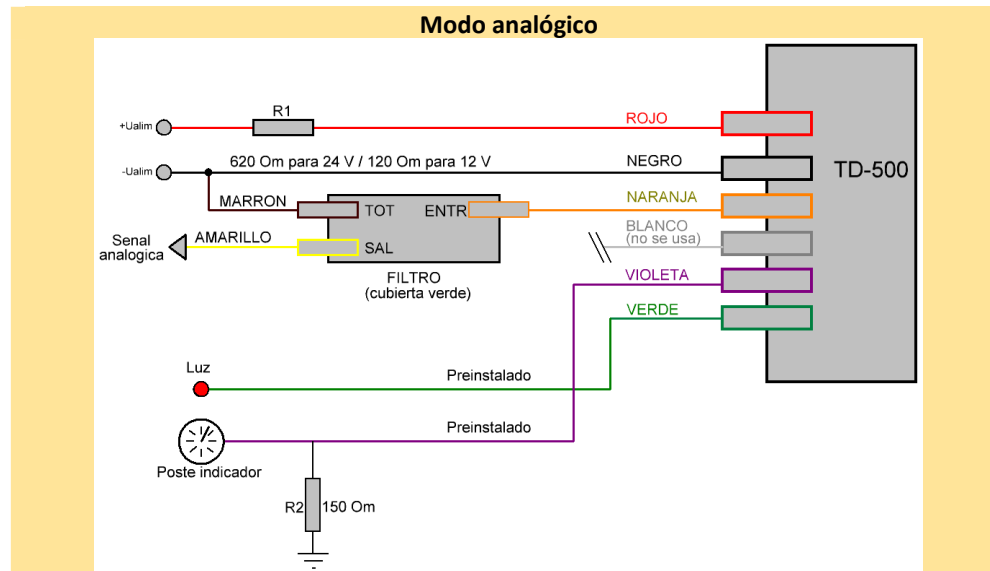 Modo analógico
R1
ROJO
+Ualim
620 Om para 24 V / 120 Om para 12 V
NEGRO
TD-500
-Ualim
MARRON
TOT
ENTR
NARANJA
BLANCO
(no se usa)
Senal
analogica
AMARILLO
SAL
FILTRO
(cubierta verde)
VIOLETA
VERDE
Luz
Preinstalado
Preinstalado
Poste indicador
R2
150 Om